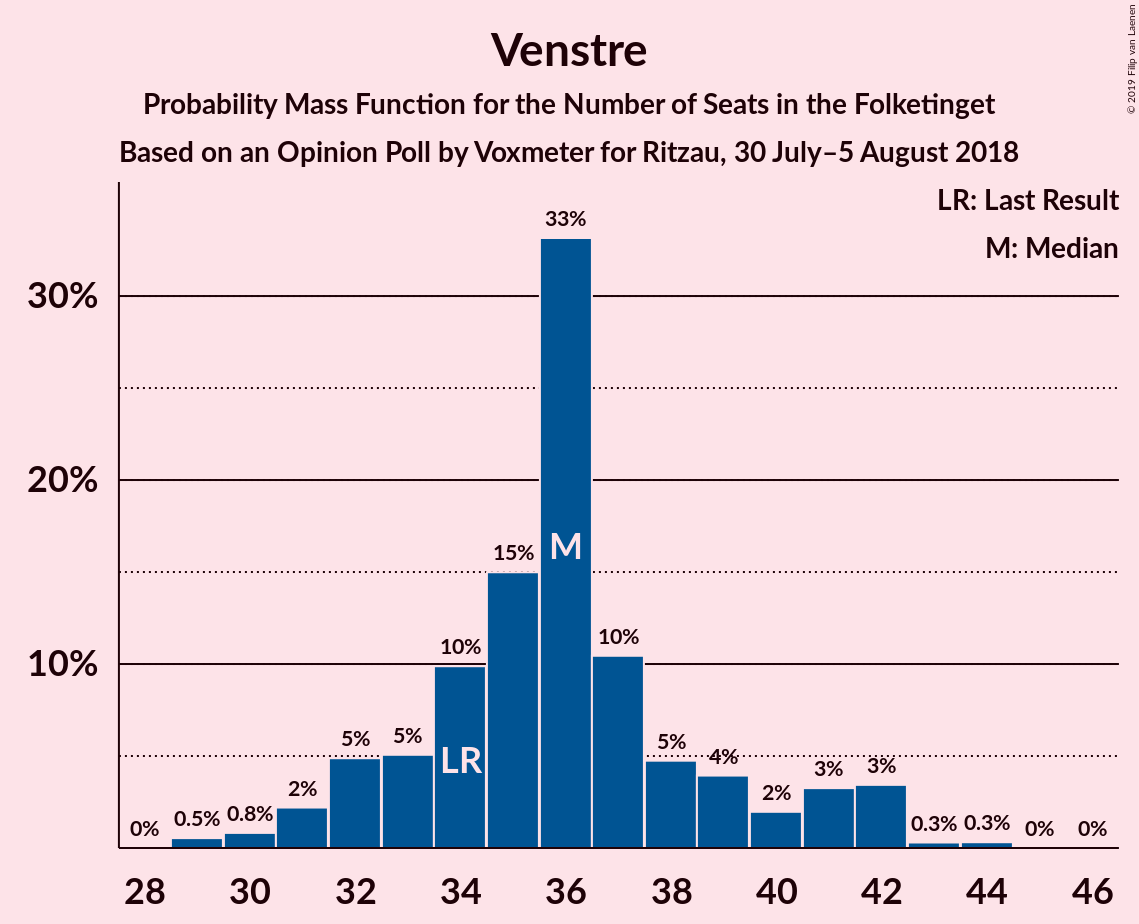 Venstre
Probability Mass Function for the Number of Seats in the Folketinget
Based on an Opinion Poll by Voxmeter for Ritzau, 30 July–5 August 2018
© 2019 Filip van Laenen
LR: Last Result
M: Median
30%
20%
10%
0%
0.5%
0.8%
2%
5%
5%
10%
15%
33%
10%
5%
4%
2%
3%
3%
0.3%
0.3%
0%
0%
LR
M
28 30 32 34 36 38 40 42 44 46